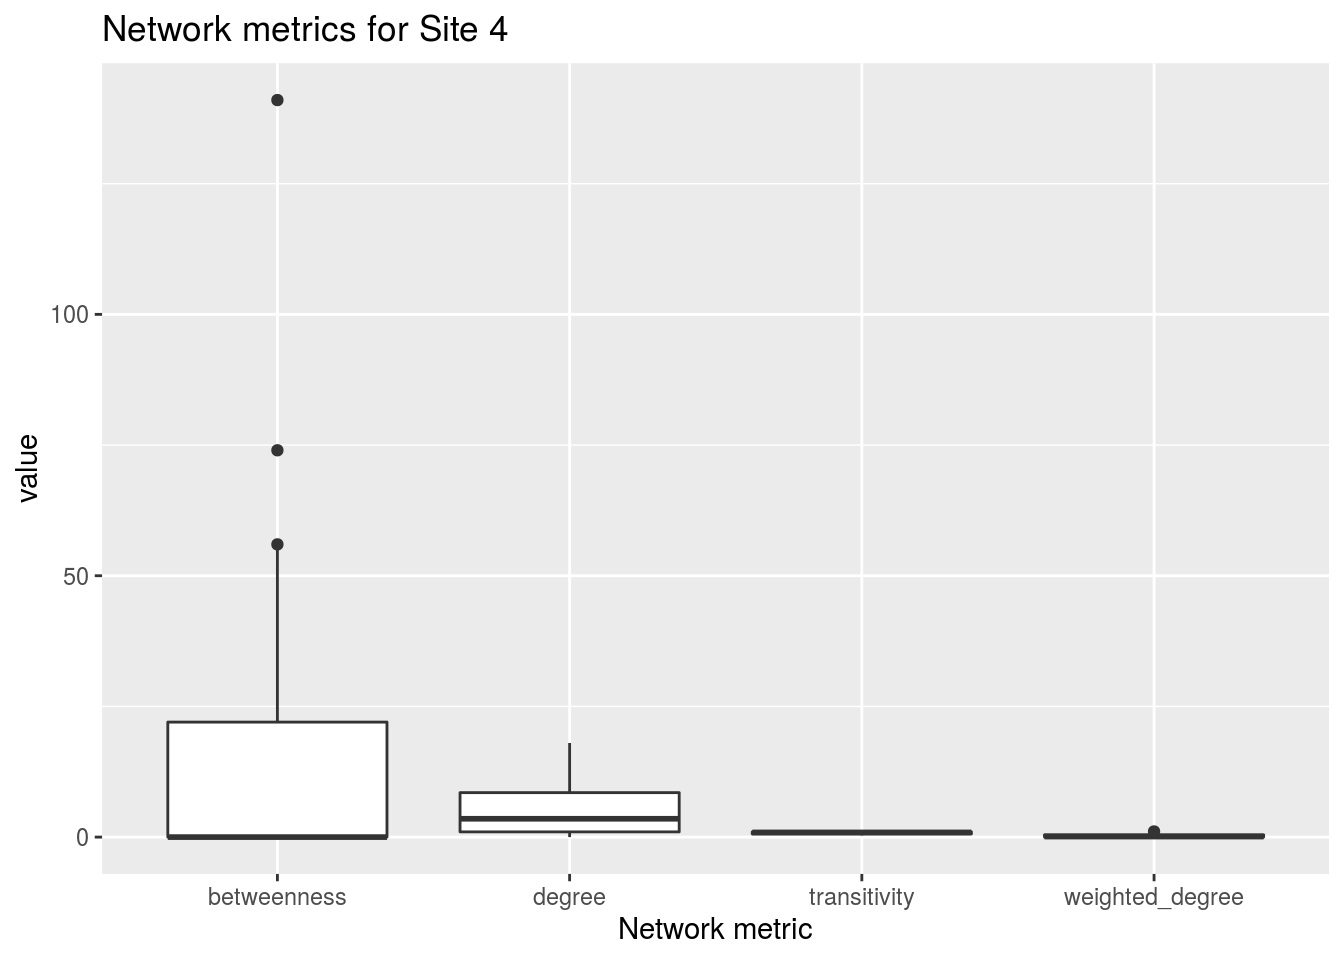 Network metrics for Site 4
value
100
50
0
betweenness degree transitivity weighted_degree
Network metric